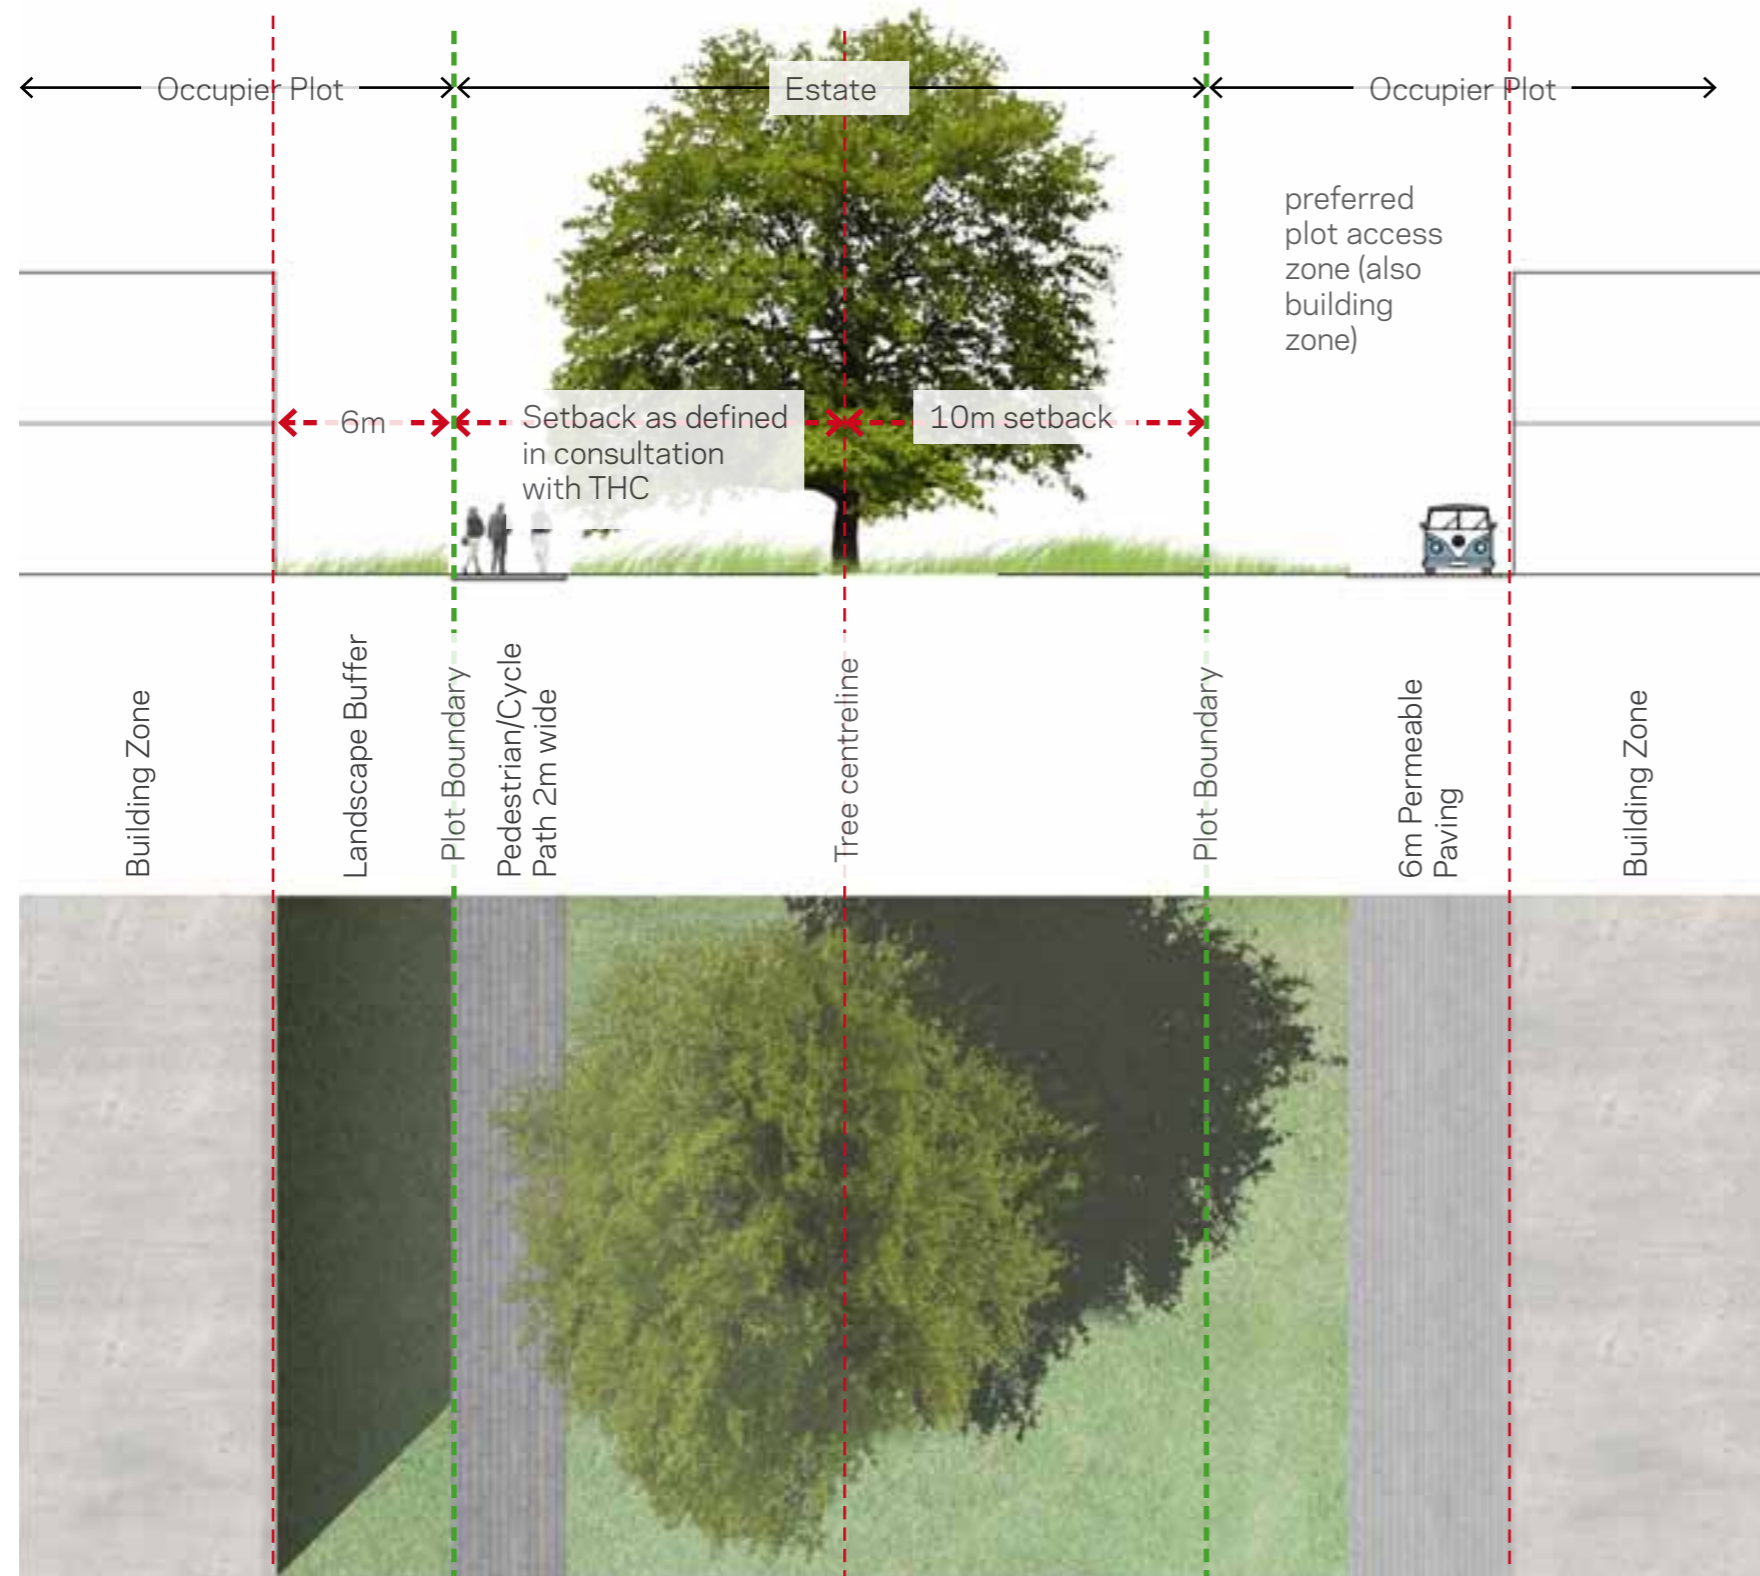 Occupier Plot
Estate
Occupier Plot
preferred
plot access
zone (also
building
zone)
6m
Setback as defined
in consultation
with THC
10m setback
Building Zone
Landscape Buffer
Plot Boundary
Pedestrian/Cycle
Path 2m wide
Tree centreline
Plot Boundary
6m Permeable
Paving
Building Zone